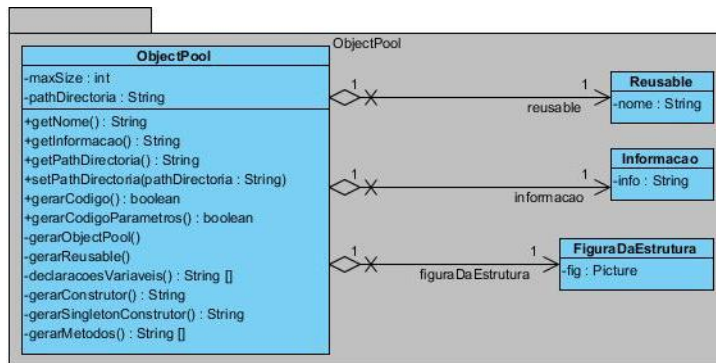 ObjectPool
ObjectPool
-maxSize : int
-pathDirectoria : String
+getNome() : String
+getInformacao() : String
+getPathDirectoria() : String
+setPathDirectoria(pathDirectoria : String)
+gerarCodigo() : boolean
+gerarCodigoParametros() : boolean
-gerarObjectPool()
-gerarReusable()
-declaracoesVariaveis() : String []
-gerarConstrutor() : String
-gerarSingletonConstrutor() : String
-gerarMetodos() : String []
1
1
reusable
Reusable
-nome : String
1
1
informacao
Informacao
-info : String
1
1
figuraDaEstrutura
FiguraDaEstrutura
-fig : Picture